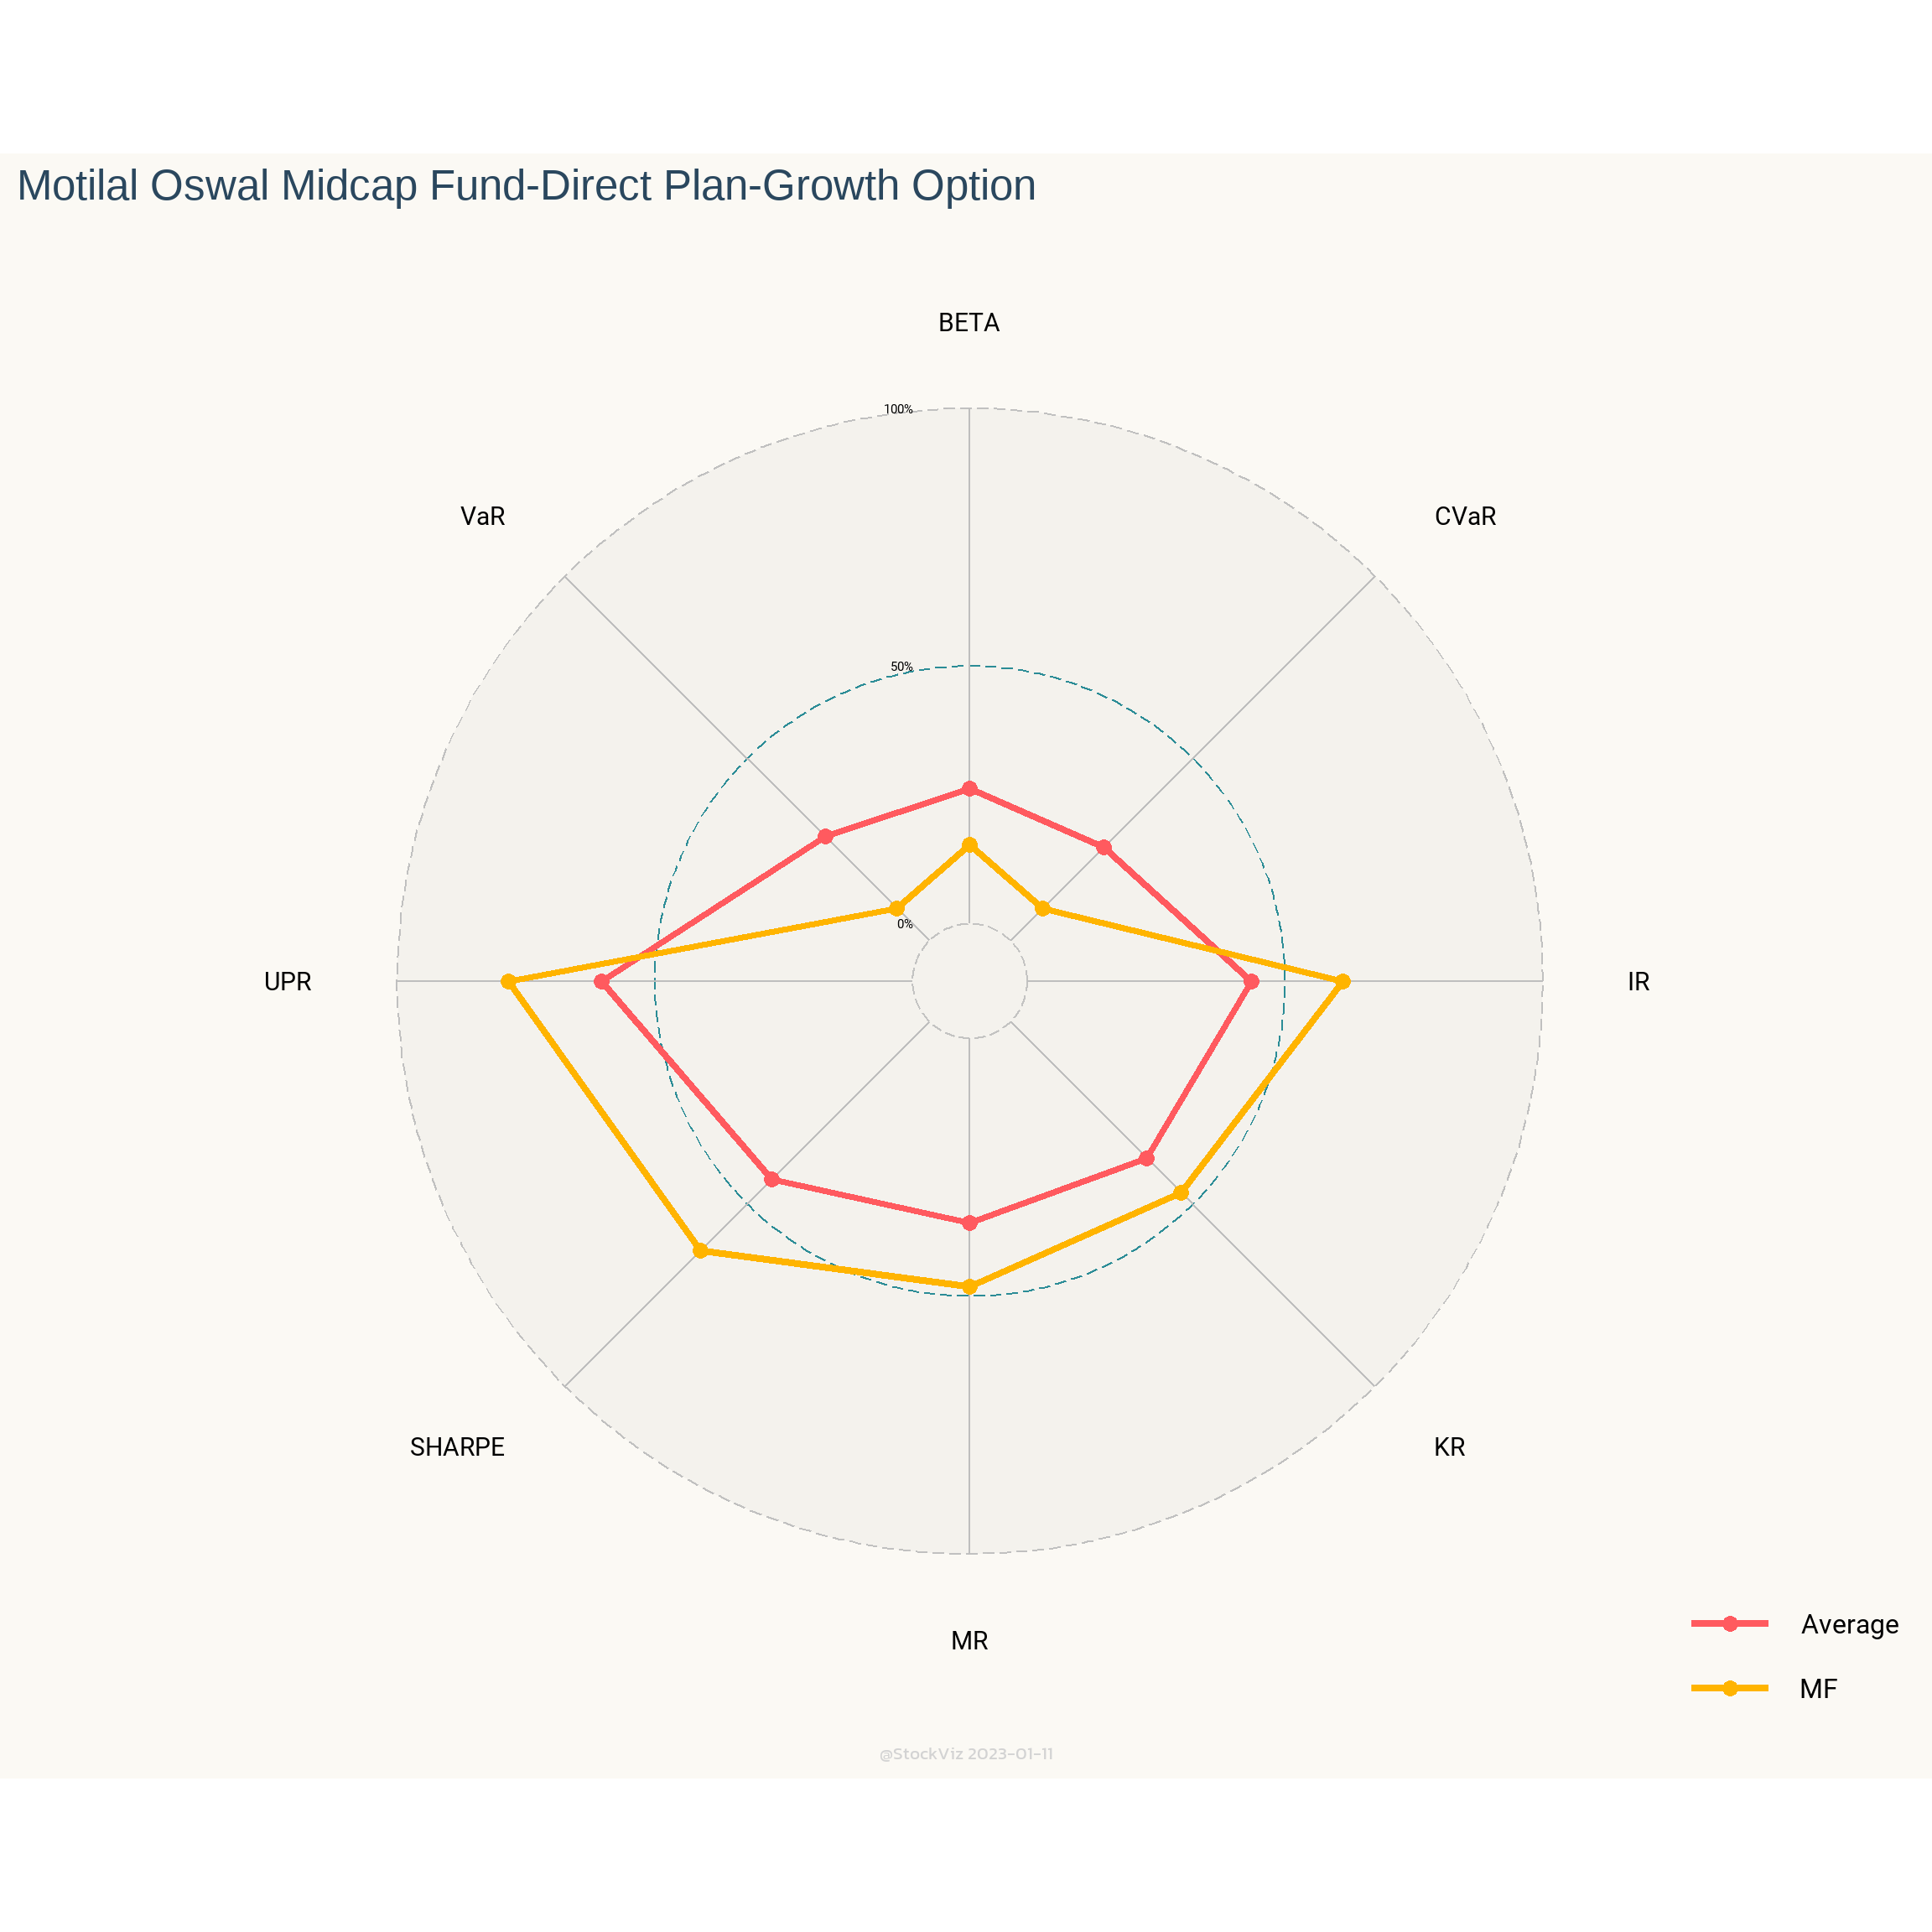 Motilal Oswal Midcap Fund-Direct Plan-Growth Option
BETA
100%
VaR
CVaR
50%
0%
UPR
IR
SHARPE
KR
MR
Average
MF
@StockViz 2023-01-11